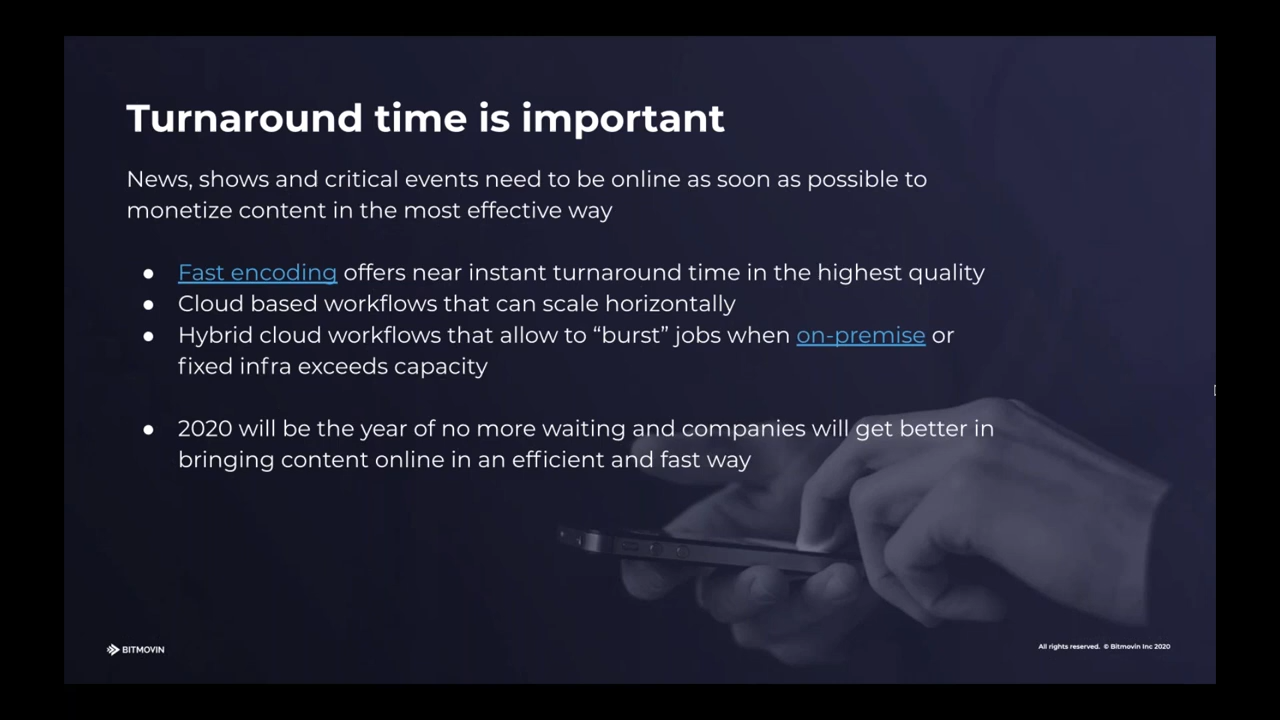 Turnaround time is important
News, shows and critical events need to be online as soon as possible to
monetize content in the most effective way
● Fast encoding offers near instant turnaround time in the highest quality
● Cloud based workflows that can scale horizontally
● Hybrid cloud workflows that allow to “burst” jobs when on-premise or
fixed infra exceeds capacity
● 2020 will be the year of no more waiting and companies will get better in
bringing content online in an efficient and fast way
BITMOVIN
All rights reserved. © Bitmovin Inc 2020